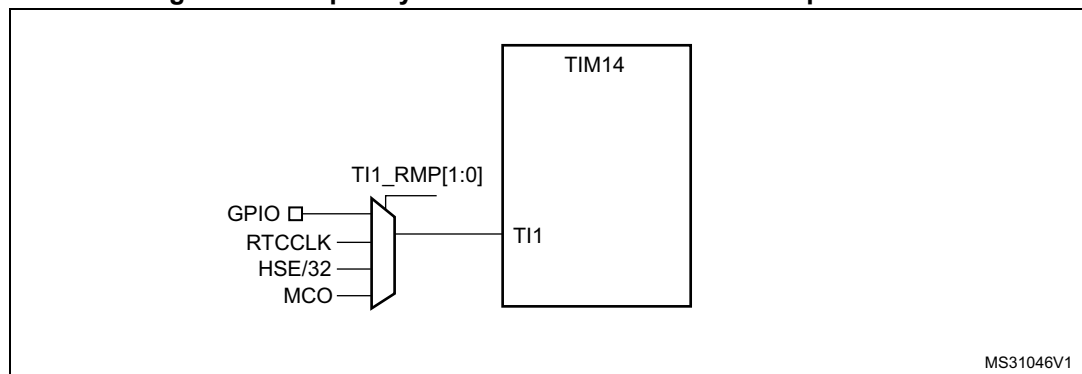 TIM14
TI1_RMP[1:0]
GPIO
RTCCLK
TI1
HSE/32
MCO
MS31046V1